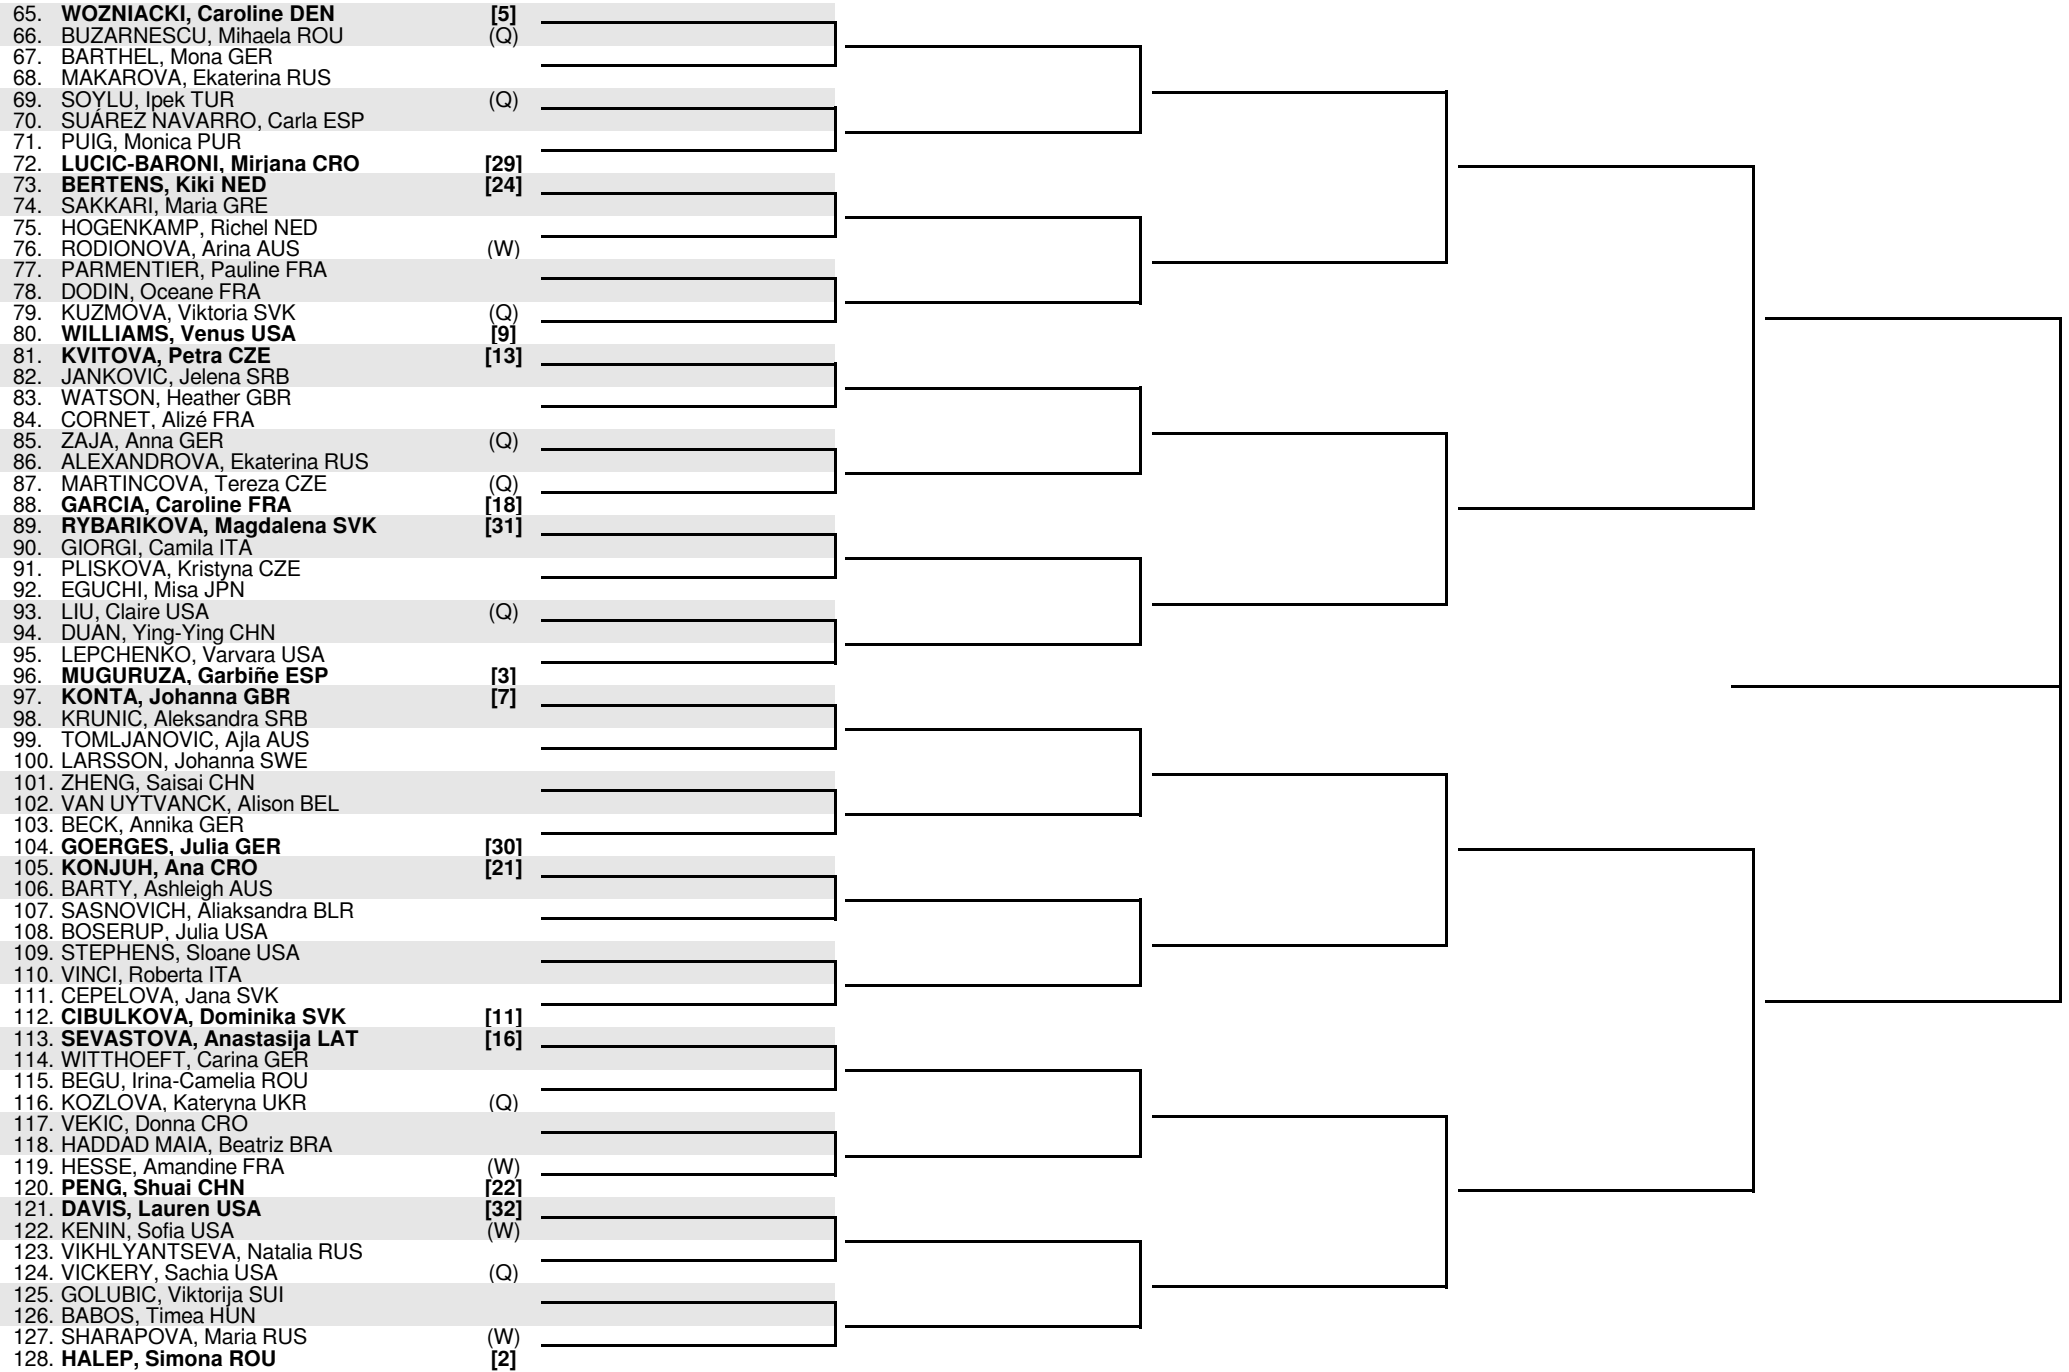 65. WOZNIACKI, Caroline DEN [5]
66. BUZARNESCU, Mihaela ROU (Q)
67. BARTHEL, Mona GER
68. MAKAROVA, Ekaterina RUS
69. SOYLU, Ipek TUR (Q)
70. SUÁREZ NAVARRO, Carla ESP
71. PUIG, Monica PUR
72. LUCIC-BARONI, Mirjana CRO [29]
73. BERTENS, Kiki NED [24]
74. SAKKARI, Maria GRE
75. HOGENKAMP, Richel NED
76. RODIONOVA, Arina AUS (W)
77. PARMENTIER, Pauline FRA
78. DODIN, Oceane FRA
79. KUZMOVA, Viktoria SVK (Q)
80. WILLIAMS, Venus USA [9]
81. KVITOVA, Petra CZE [13]
82. JANKOVIC, Jelena SRB
83. WATSON, Heather GBR
84. CORNET, Alizé FRA
85. ZAJA, Anna GER (Q)
86. ALEXANDROVA, Ekaterina RUS
87. MARTINCOVA, Tereza CZE (Q)
88. GARCIA, Caroline FRA [18]
89. RYBARIKOVA, Magdalena SVK [31]
90. GIORGI, Camila ITA
91. PLISKOVA, Kristyna CZE
92. EGUCHI, Misa JPN
93. LIU, Claire USA (Q)
94. DUAN, Ying-Ying CHN
95. LEPCHENKO, Varvara USA
96. MUGURUZA, Garbiñe ESP [3]
97. KONTA, Johanna GBR [7]
98. KRUNIC, Aleksandra SRB
99. TOMLJANOVIC, Ajla AUS
100. LARSSON, Johanna SWE
101. ZHENG, Saisai CHN
102. VAN UYTVANCK, Alison BEL
103. BECK, Annika GER
104. GOERGES, Julia GER [30]
105. KONJUH, Ana CRO [21]
106. BARTY, Ashleigh AUS
107. SASNOVICH, Aliaksandra BLR
108. BOSERUP, Julia USA
109. STEPHENS, Sloane USA
110. VINCI, Roberta ITA
111. CEPELOVA, Jana SVK
112. CIBULKOVA, Dominika SVK [11]
113. SEVASTOVA, Anastasija LAT [16]
114. WITTHOEFT, Carina GER
115. BEGU, Irina-Camelia ROU
116. KOZLOVA, Kateryna UKR (Q)
117. VEKIC, Donna CRO
118. HADDAD MAIA, Beatriz BRA
119. HESSE, Amandine FRA (W)
120. PENG, Shuai CHN [22]
121. DAVIS, Lauren USA [32]
122. KENIN, Sofia USA (W)
123. VIKHLYANTSEVA, Natalia RUS
124. VICKERY, Sachia USA (Q)
125. GOLUBIC, Viktorija SUI
126. BABOS, Timea HUN
127. SHARAPOVA, Maria RUS (W)
128. HALEP, Simona ROU [2]